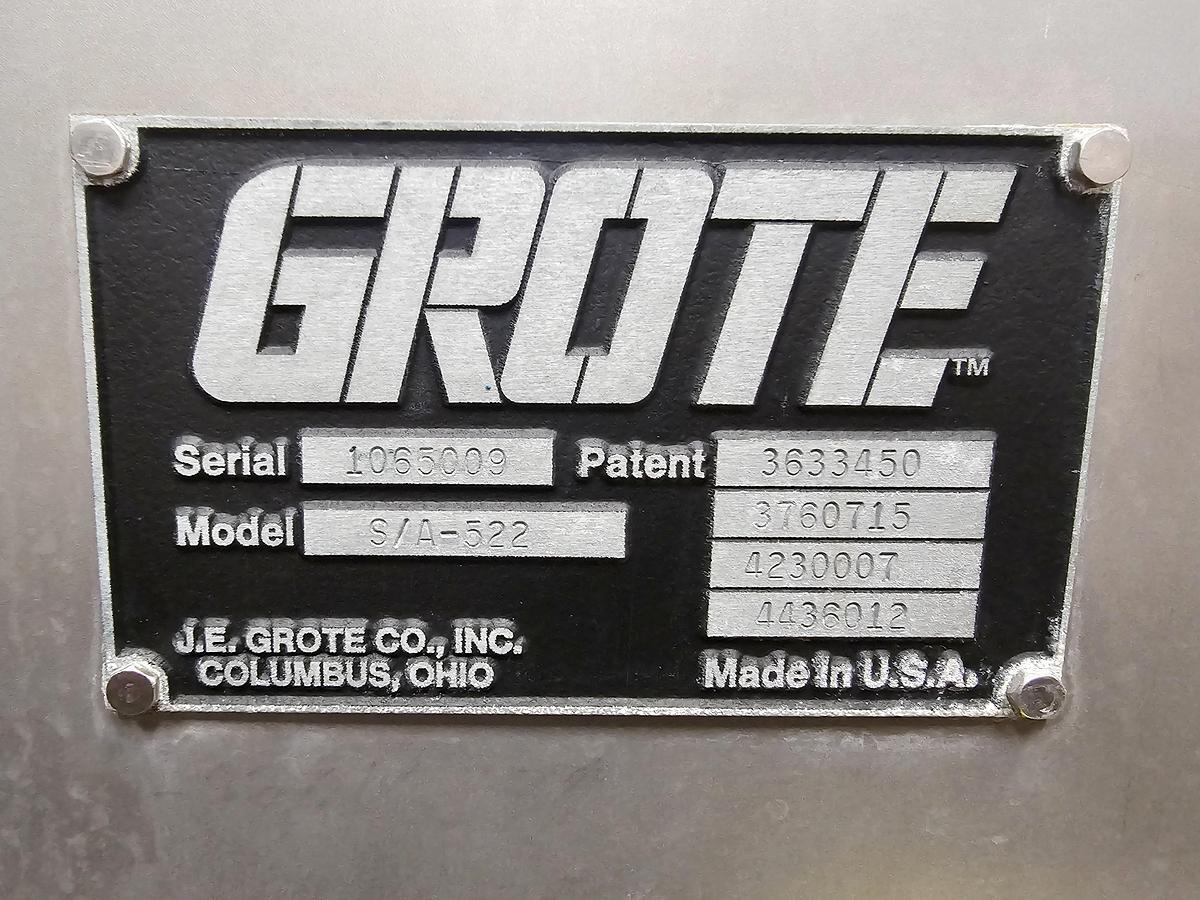 GROTE™
Serial 1065009
Model S/A-522
Patent 3633450
3760715
4230007
4436012
J.E. GROTE CO., INC.
COLUMBUS, OHIO
Made In U.S.A.